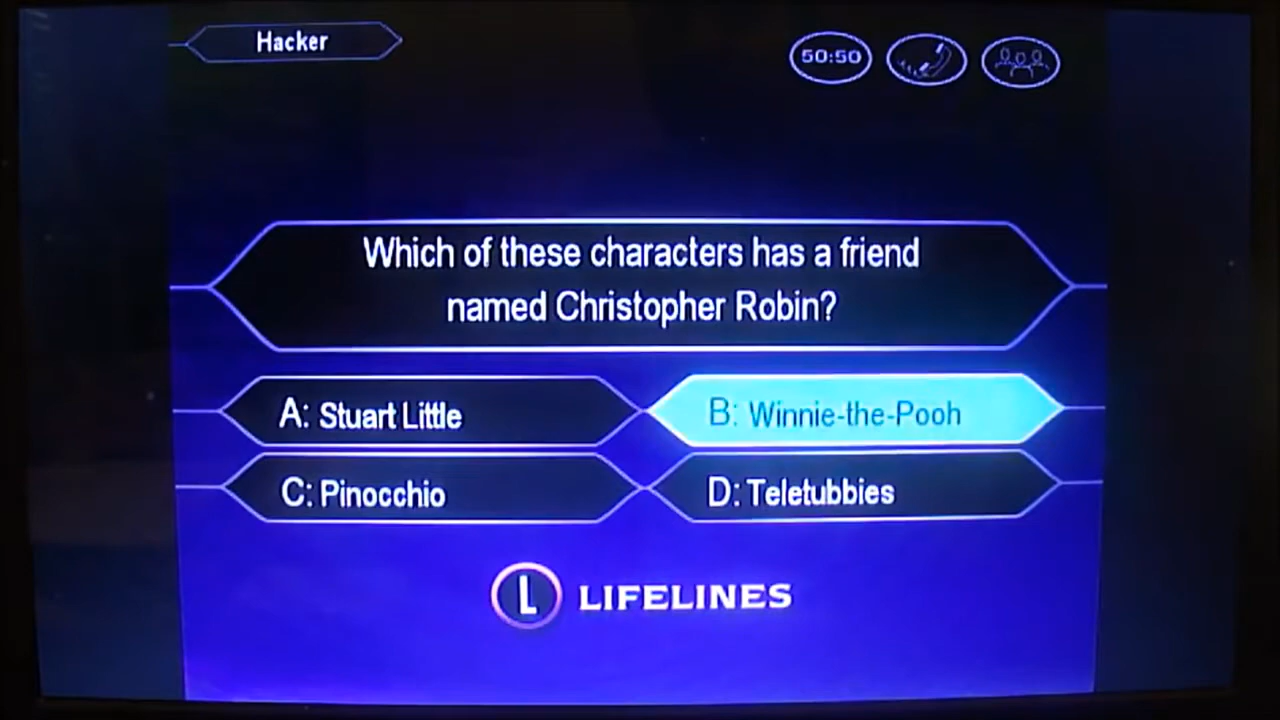 Hacker
50:50
Which of these characters has a friend
named Christopher Robin?
A: Stuart Little
B: Winnie-the-Pooh
C: Pinocchio
D: Teletubbies
L LIFELINES